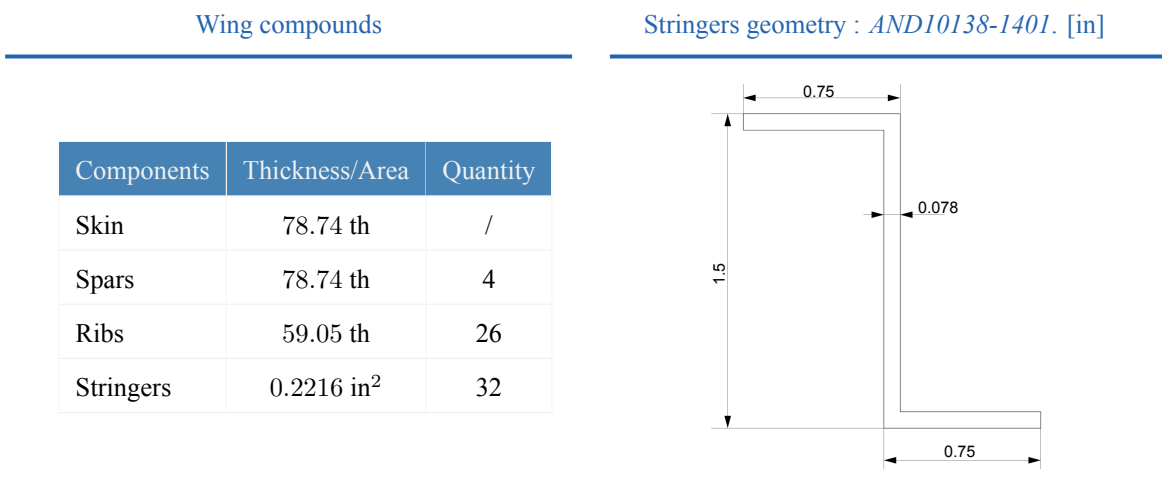 Wing compounds
Components Thickness/Area Quantity
Skin 78.74 th /
Spars 78.74 th 4
Ribs 59.05 th 26
Stringers 0.2216 in² 32
Stringers geometry : AND10138-1401. [in]
0.75
0.078
1.5
0.75